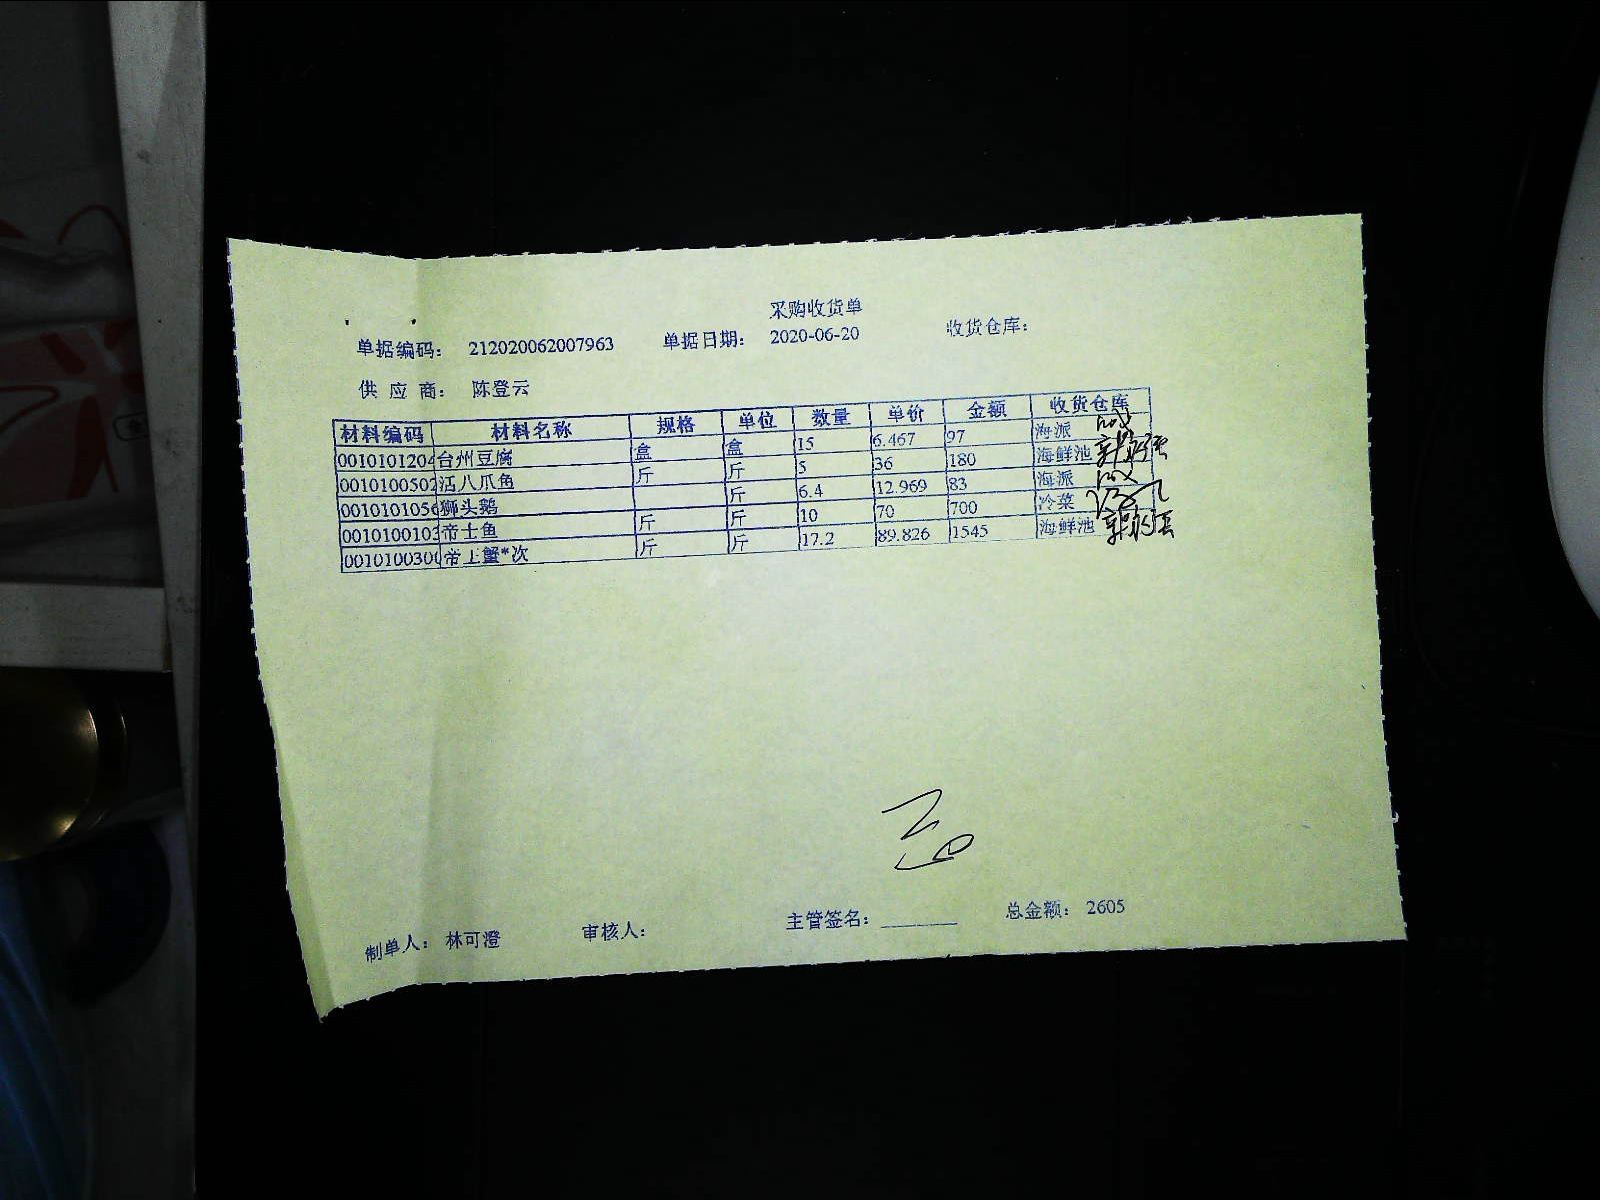 采购收货单
单据编码： 212020062007963 单据日期： 2020-06-20 收货仓库：
供 应 商： 陈登云
材料编码 材料名称 规格 单位 数量 单价 金额 收货仓库
0010101204 台州豆腐 盒 盒 15 6.467 97 海派
0010100502 活八爪鱼 斤 斤 5 36 180 海鲜池
001010105 狮头鹅 斤 6.4 12.969 83 海派
0010100103 帝士鱼 斤 斤 10 70 700 冷菜
001010030 帝王蟹*次 斤 斤 17.2 89.826 1545 海鲜池
制单人： 林可澄 审核人： 主管签名： 总金额： 2605